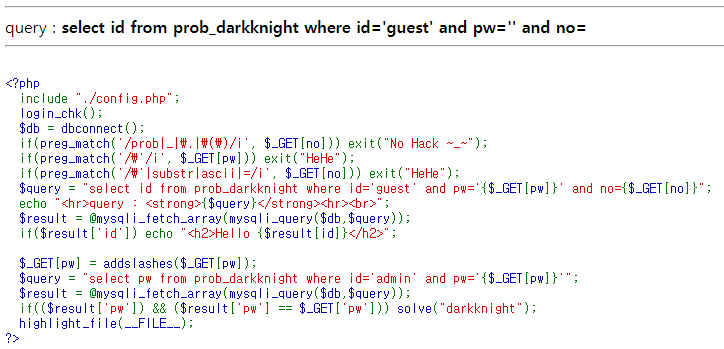 query : select id from prob_darkknight where id='guest' and pw='' and no=
<?php
include "./config.php";
login_chk();
$db = dbconnect();
if(preg_match('/prob|_|₩.|₩(₩)/i', $_GET[no])) exit("No Hack ~_~");
if(preg_match('/₩'/i', $_GET[pw])) exit("HeHe");
if(preg_match('/₩'|substr|ascii|=/i', $_GET[no])) exit("HeHe");
$query = "select id from prob_darkknight where id='guest' and pw='{$_GET[pw]}' and no={$_GET[no]}";
echo "<hr>query : <strong>{$query}</strong><hr><br>";
$result = @mysqli_fetch_array(mysqli_query($db,$query));
if($result['id']) echo "<h2>Hello {$result[id]}</h2>";
$_GET[pw] = addslashes($_GET[pw]);
$query = "select pw from prob_darkknight where id='admin' and pw='{$_GET[pw]}'";
$result = @mysqli_fetch_array(mysqli_query($db,$query));
if(($result['pw']) && ($result['pw'] == $_GET['pw'])) solve("darkknight");
highlight_file(__FILE__);
?>